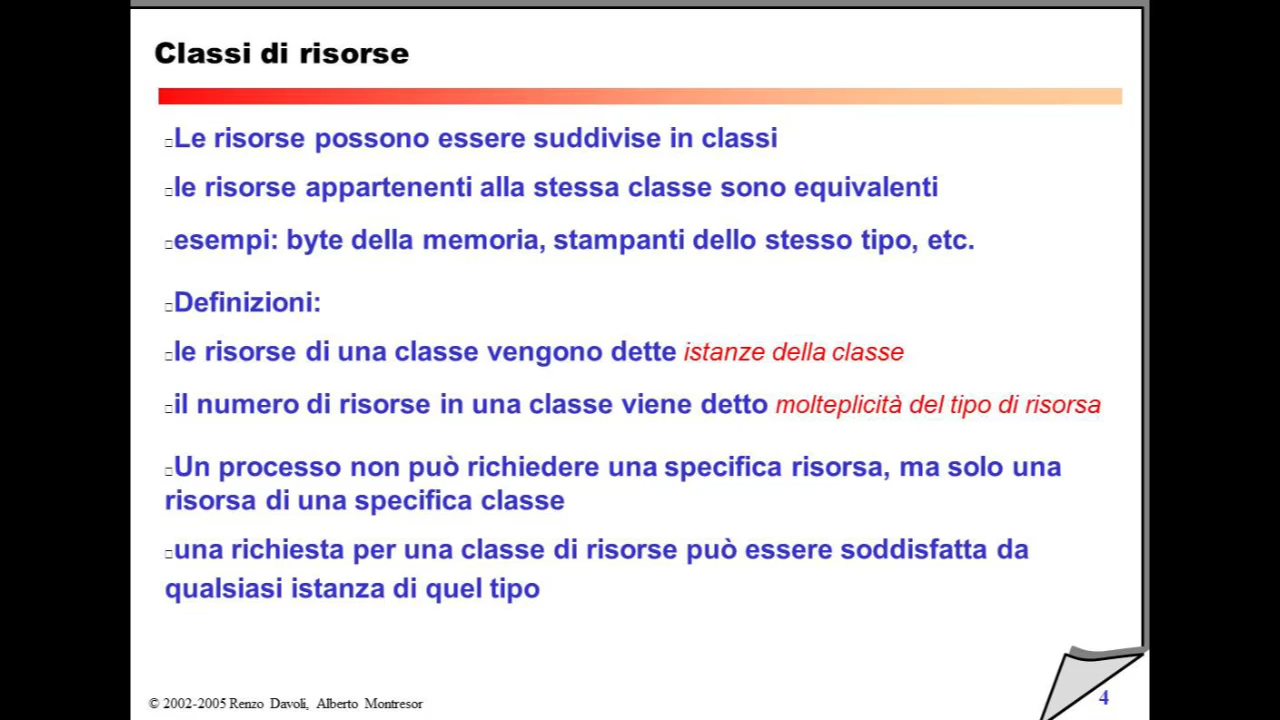 Classi di risorse
Le risorse possono essere suddivise in classi
le risorse appartenenti alla stessa classe sono equivalenti
esempi: byte della memoria, stampanti dello stesso tipo, etc.
Definizioni:
le risorse di una classe vengono dette istanze della classe
il numero di risorse in una classe viene detto molteplicità del tipo di risorsa
Un processo non può richiedere una specifica risorsa, ma solo una
risorsa di una specifica classe
una richiesta per una classe di risorse può essere soddisfatta da
qualsiasi istanza di quel tipo
© 2002-2005 Renzo Davoli, Alberto Montresor
4